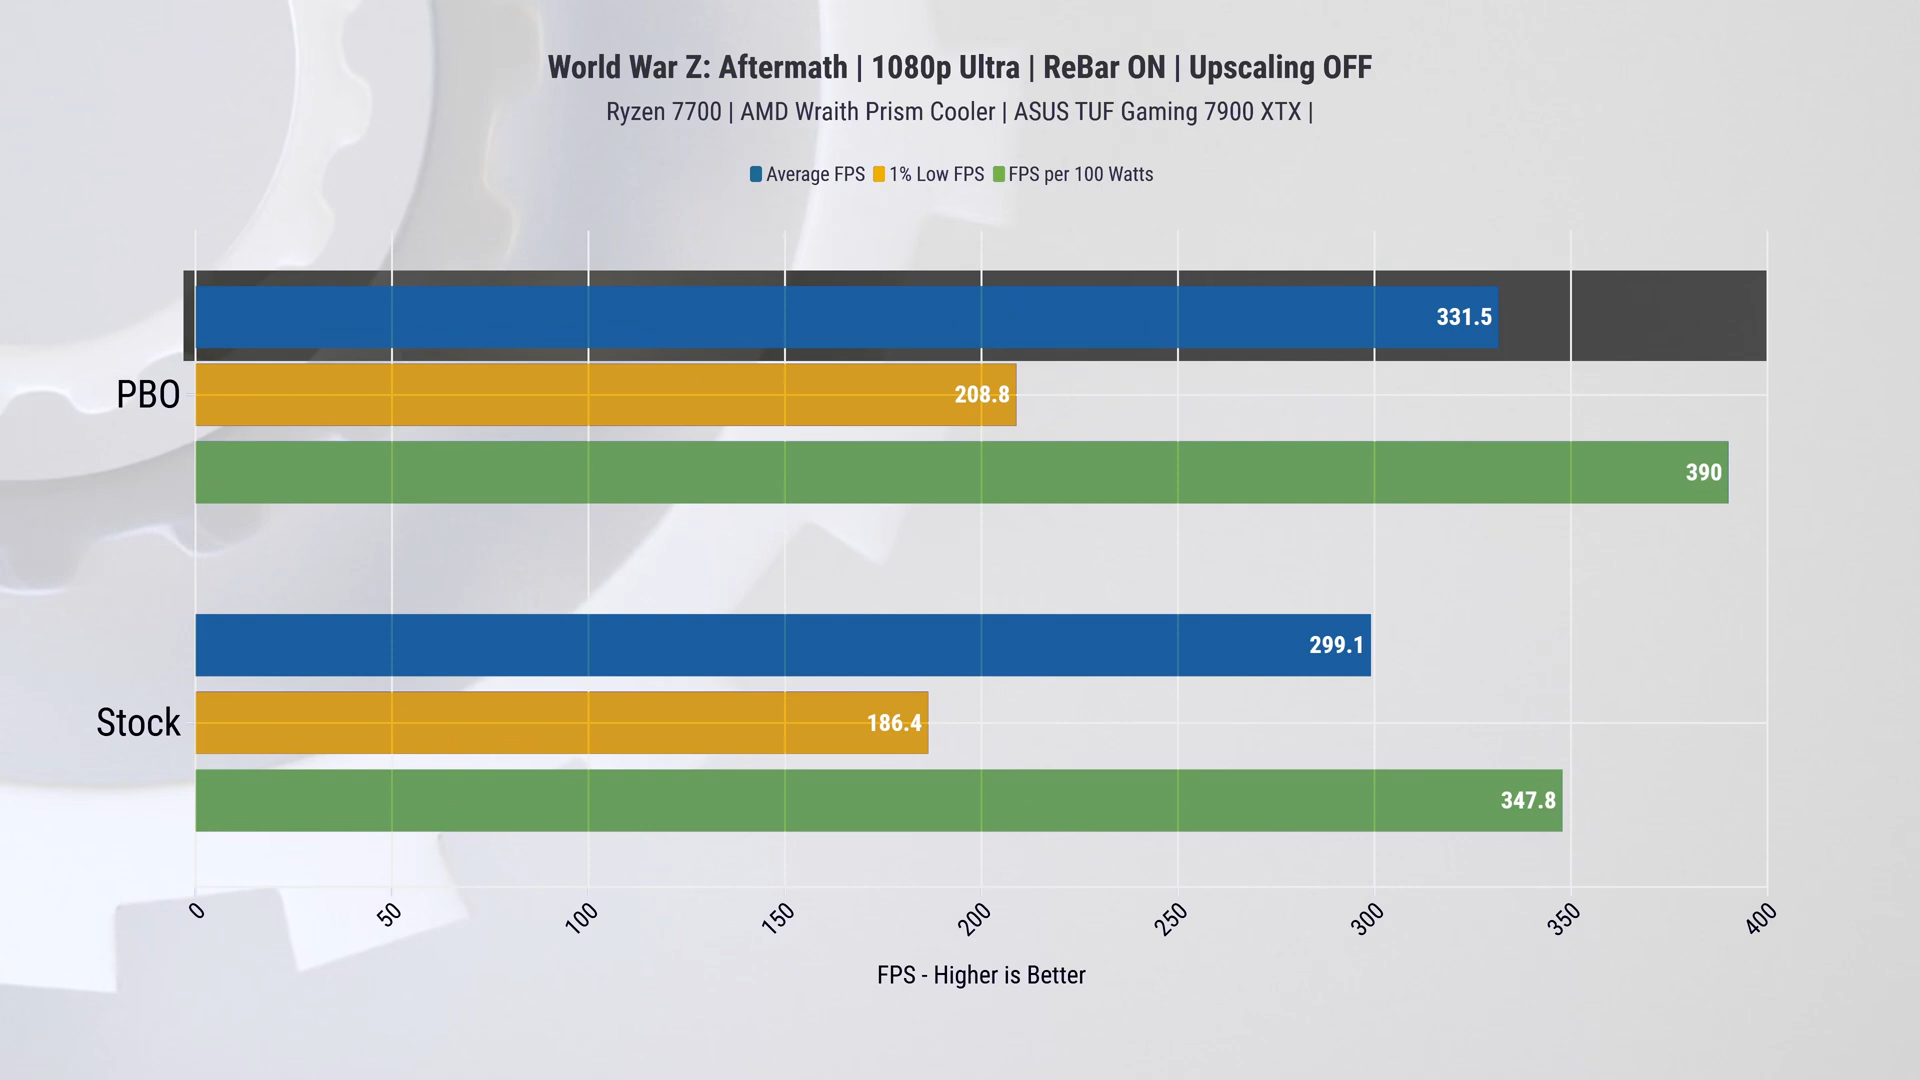 World War Z: Aftermath | 1080p Ultra | ReBar ON | Upscaling OFF
Ryzen 7700 | AMD Wraith Prism Cooler | ASUS TUF Gaming 7900 XTX |
Average FPS 1% Low FPS FPS per 100 Watts
331.5
PBO 208.8
390
299.1
Stock 186.4
347.8
0 50 100 150 200 250 300 350 400
FPS - Higher is Better